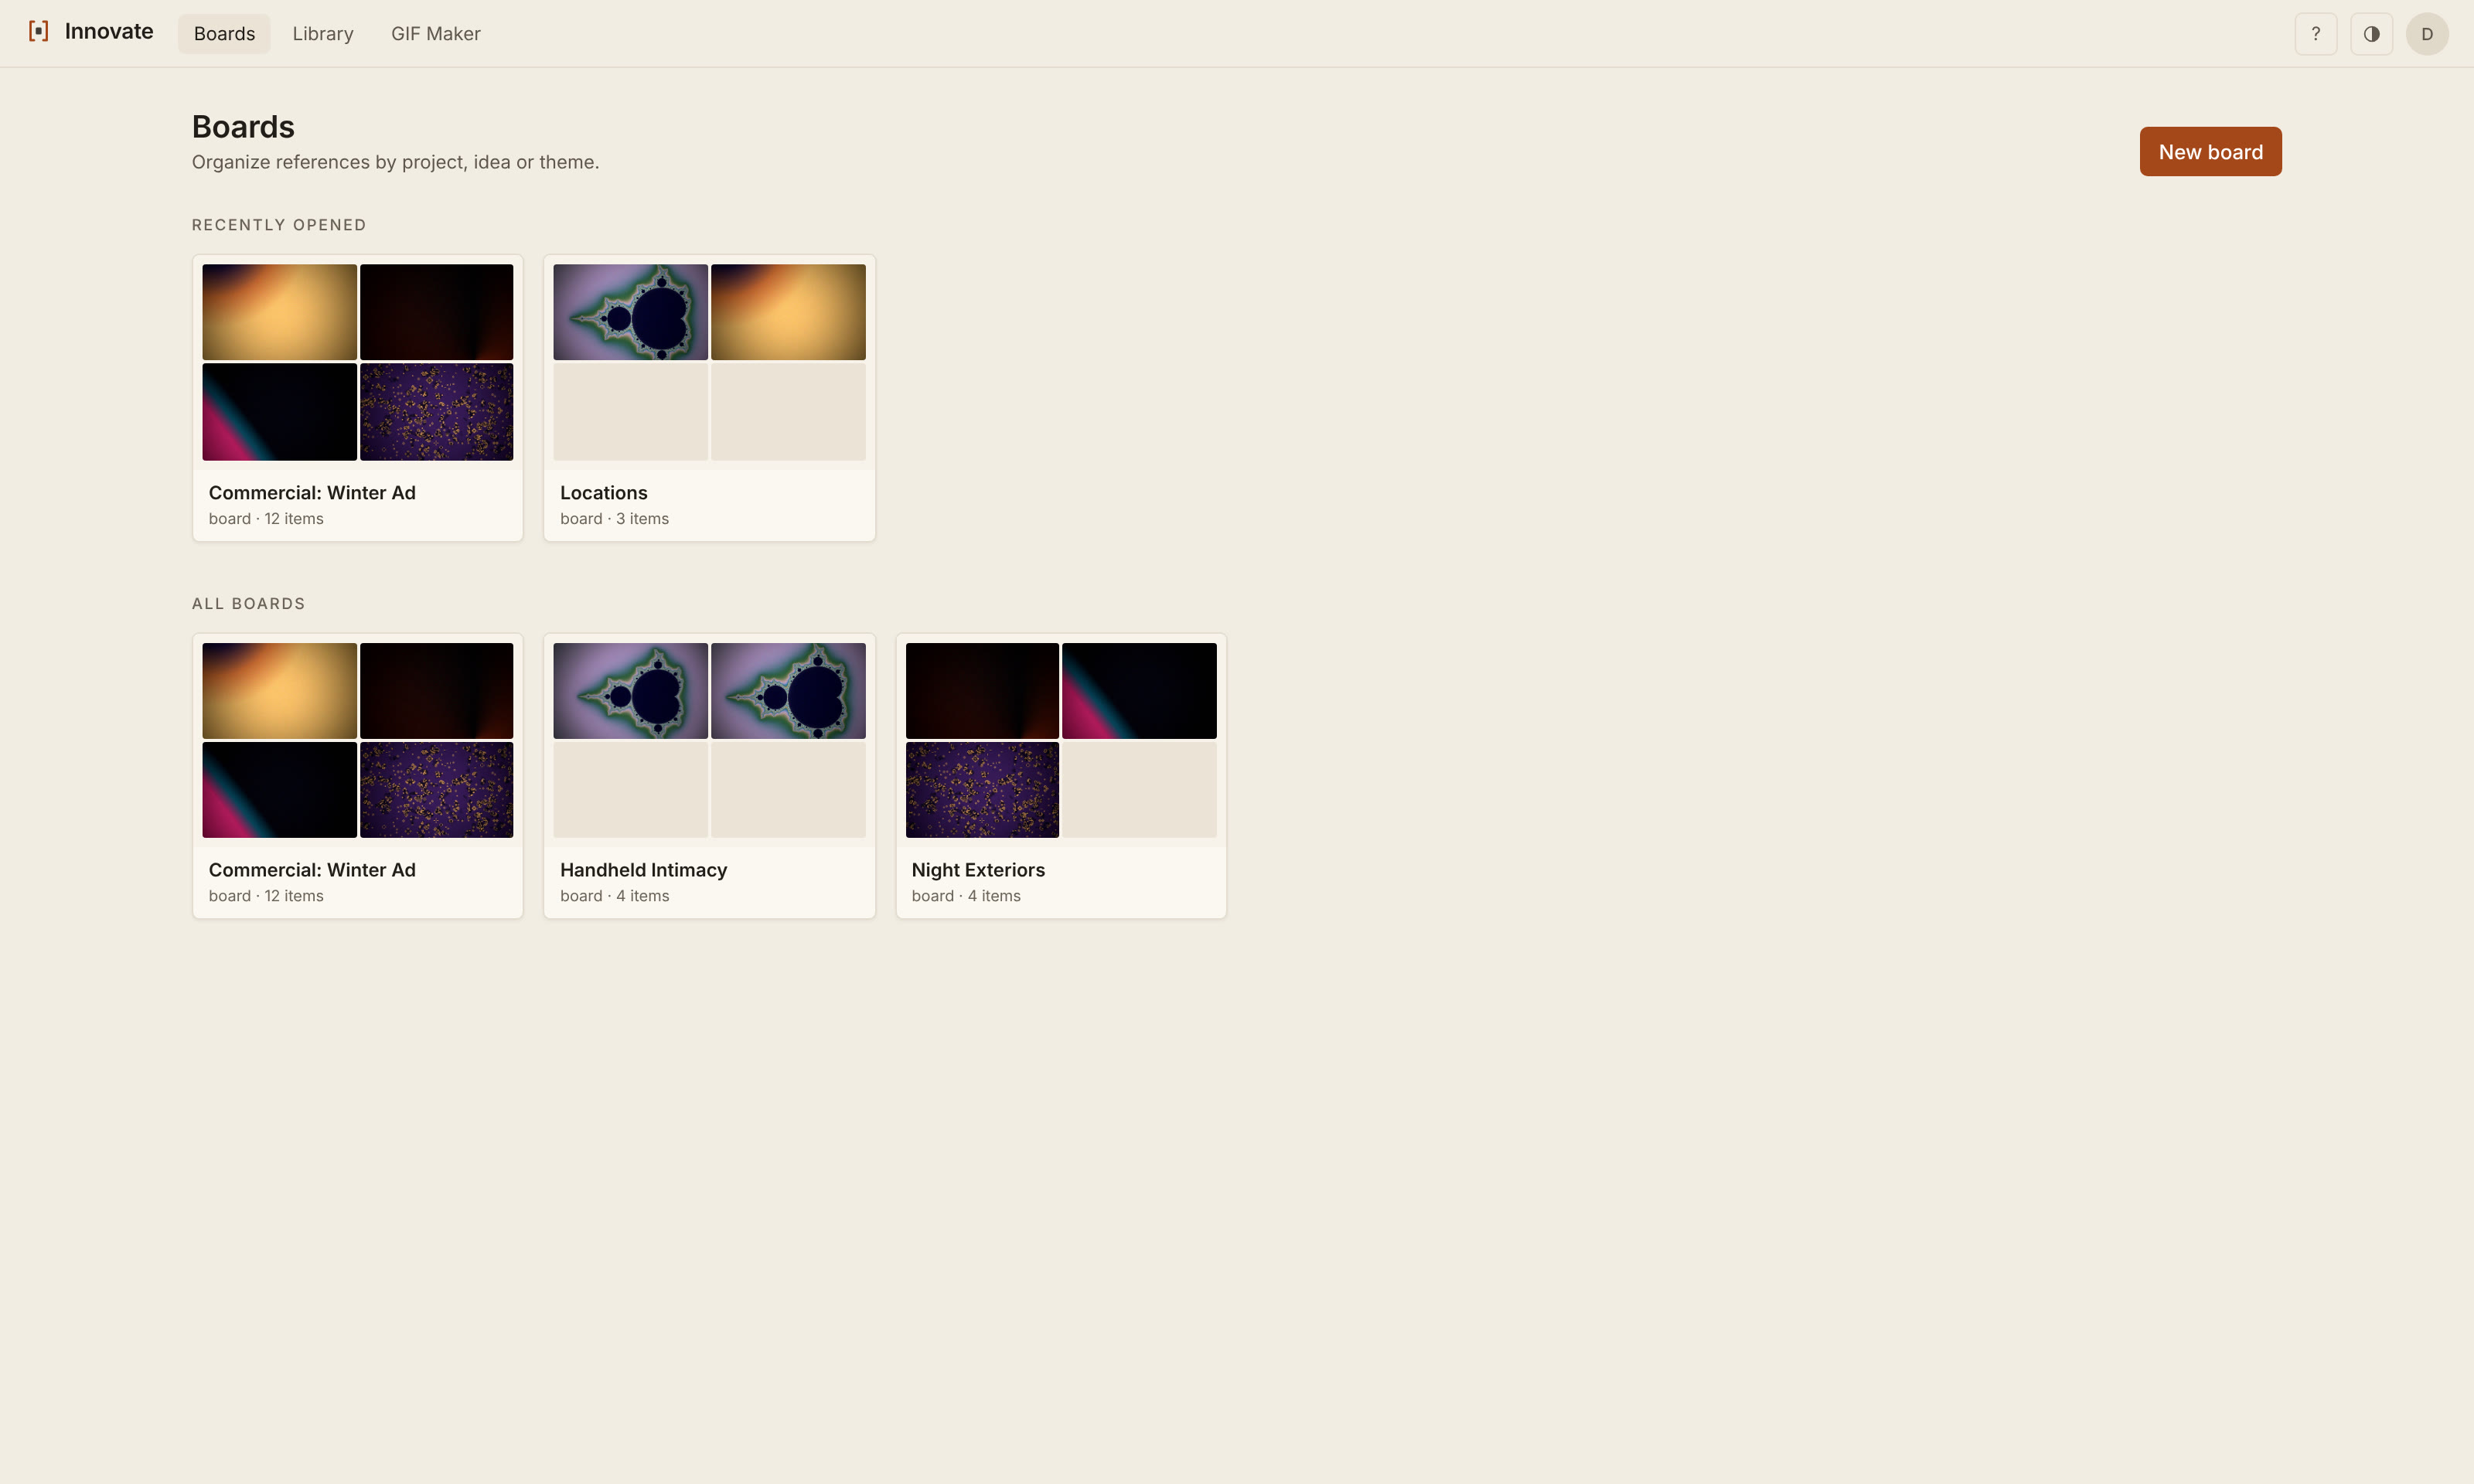 Innovate
Boards
Library
GIF Maker
?
D
Boards
Organize references by project, idea or theme.
New board
RECENTLY OPENED
Commercial: Winter Ad
board · 12 items
Locations
board · 3 items
ALL BOARDS
Commercial: Winter Ad
board · 12 items
Handheld Intimacy
board · 4 items
Night Exteriors
board · 4 items